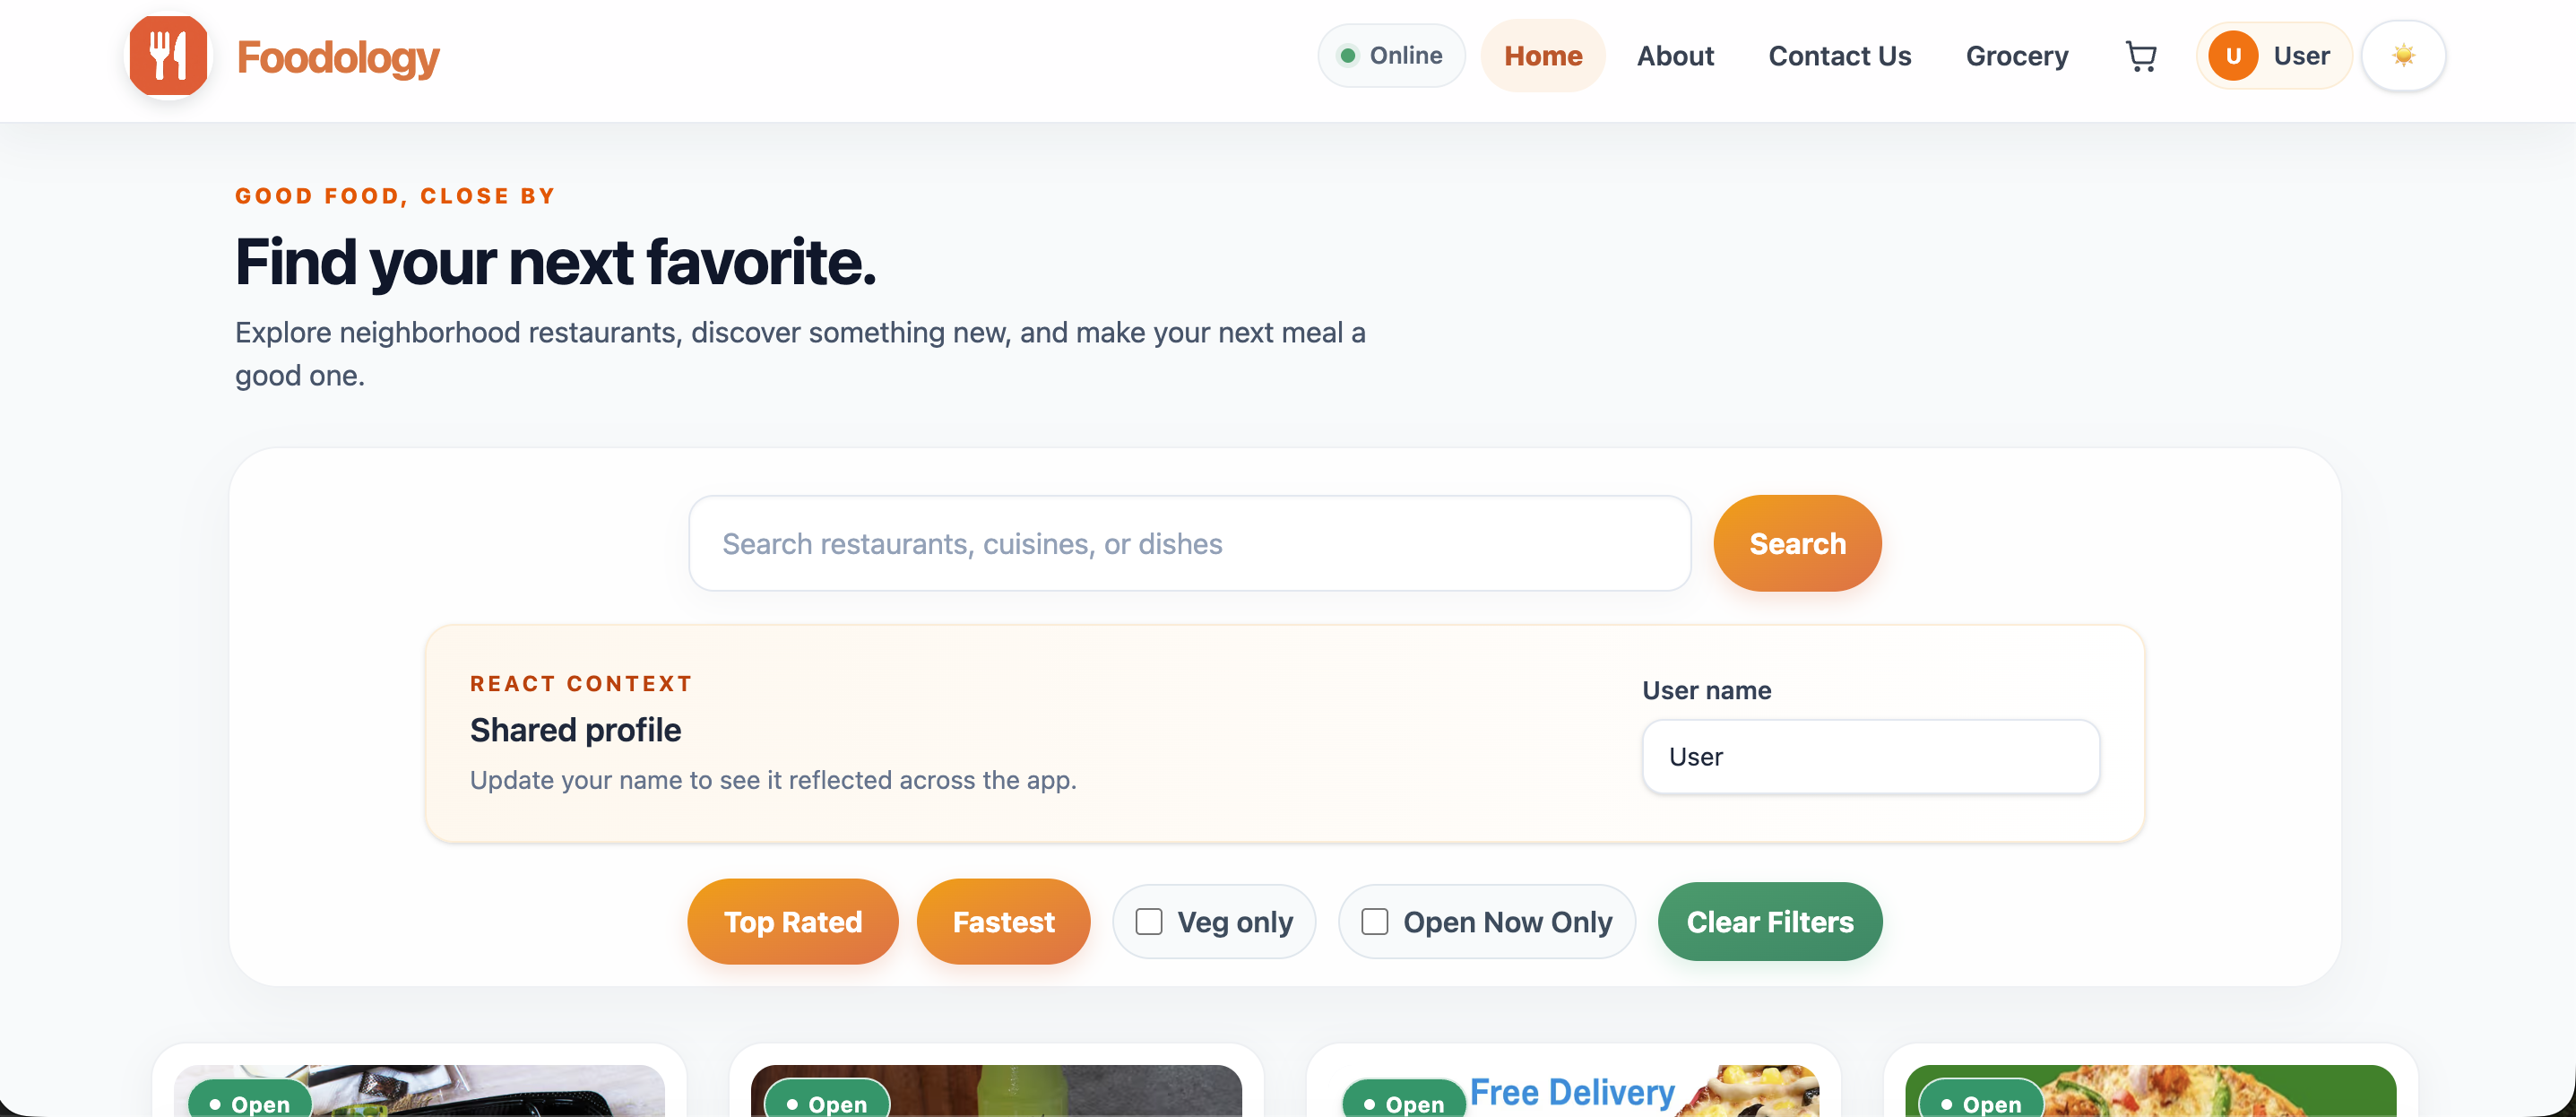 Foodology
Online
Home
About
Contact Us
Grocery
U
User
GOOD FOOD, CLOSE BY
Find your next favorite.
Explore neighborhood restaurants, discover something new, and make your next meal a
good one.
Search restaurants, cuisines, or dishes
Search
REACT CONTEXT
Shared profile
Update your name to see it reflected across the app.
User name
User
Top Rated
Fastest
Veg only
Open Now Only
Clear Filters
Open
Open
Open
Free Delivery
Open